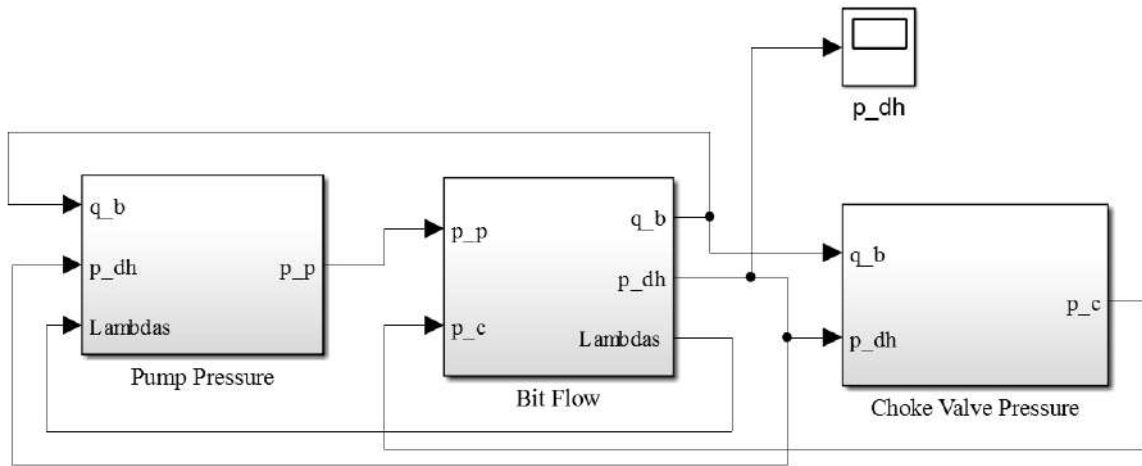 p_dh
q_b
p_dh
Lambdas
p_p
Pump Pressure
p_p
p_c
q_b
p_dh
Lambdas
Bit Flow
q_b
p_dh
p_c
Choke Valve Pressure